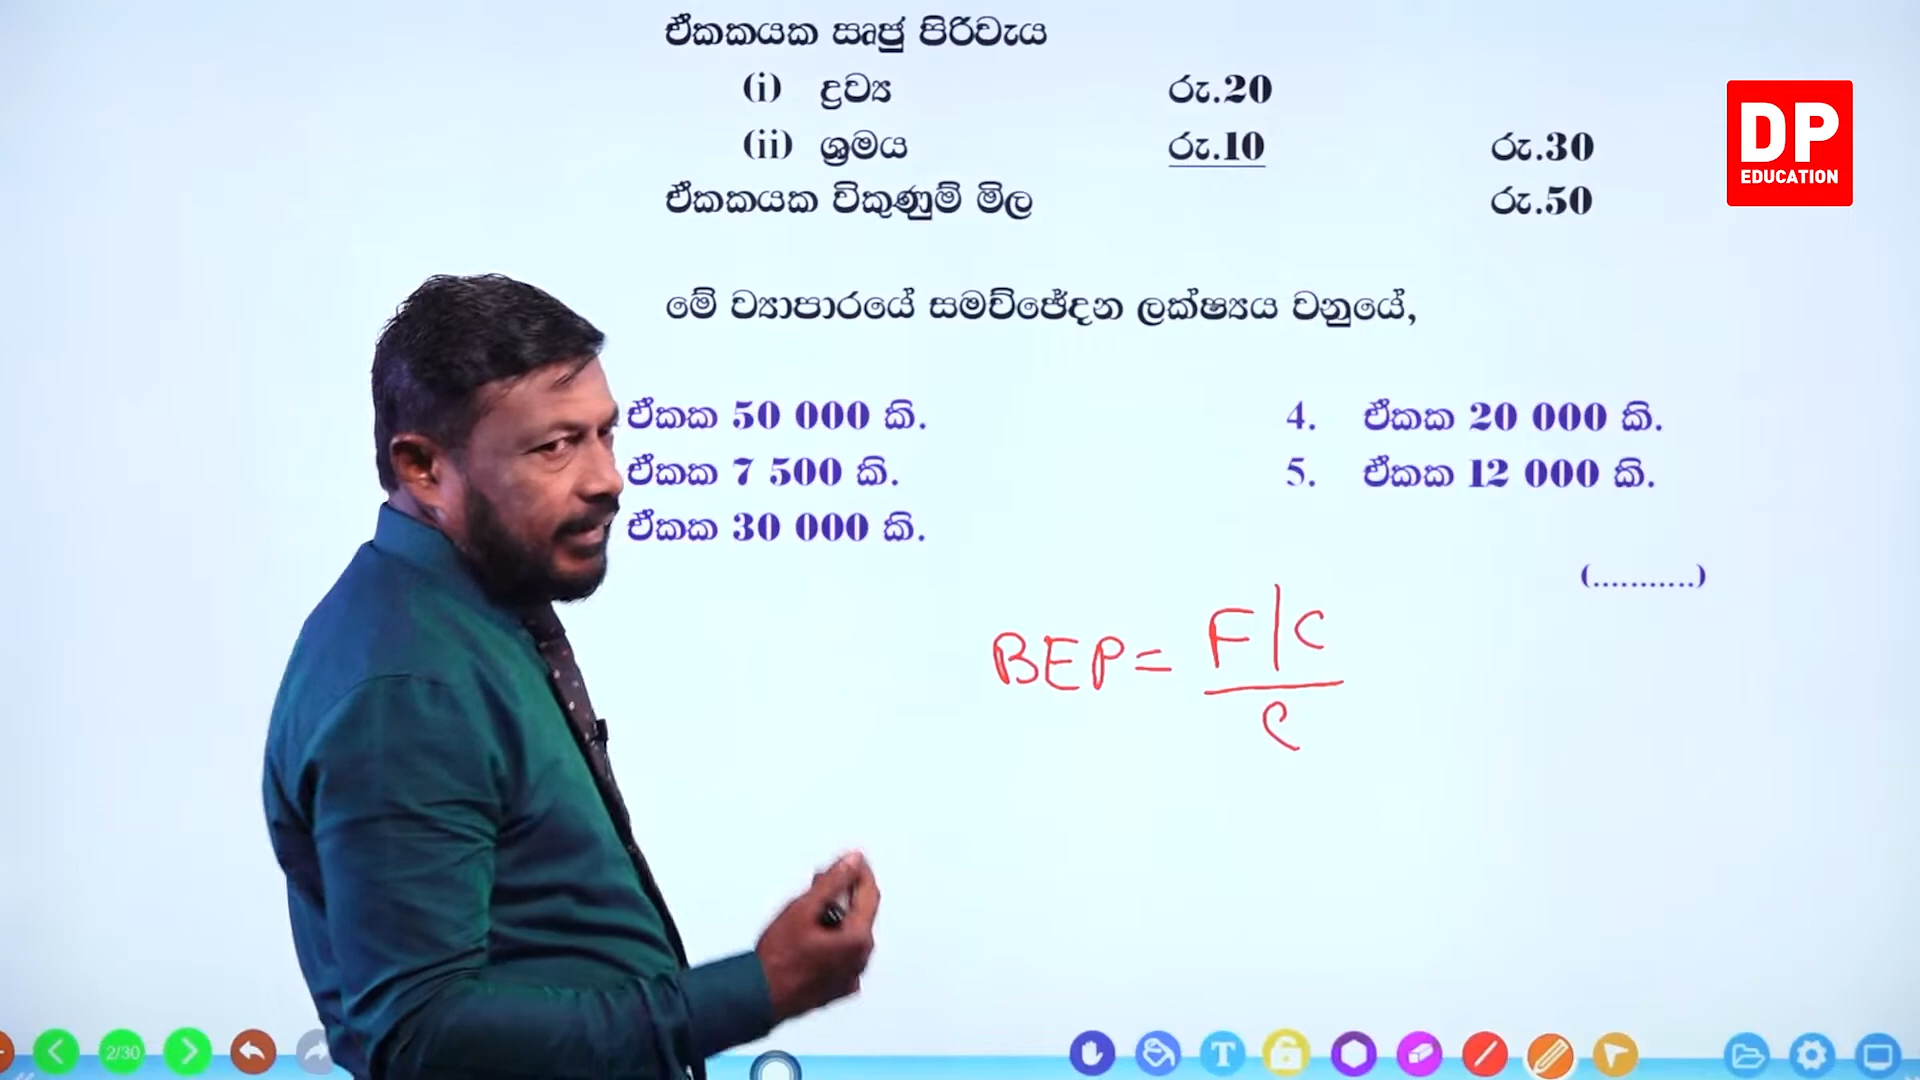 ඒකකයක ඍජු පිරිවැය
(i) ද්‍රව්‍ය රු.20
(ii) ශ්‍රමය රු.10 රු.30
ඒකකයක විකුණුම් මිල රු.50
DP
EDUCATION
මේ ව්‍යාපාරයේ සමච්ඡේදන ලක්ෂ්‍යය වනුයේ,
ඒකක 50 000 කි. 4. ඒකක 20 000 කි.
ඒකක 7 500 කි. 5. ඒකක 12 000 කි.
ඒකක 30 000 කි.
(...........)
BEP = F|C
C
2/30
T